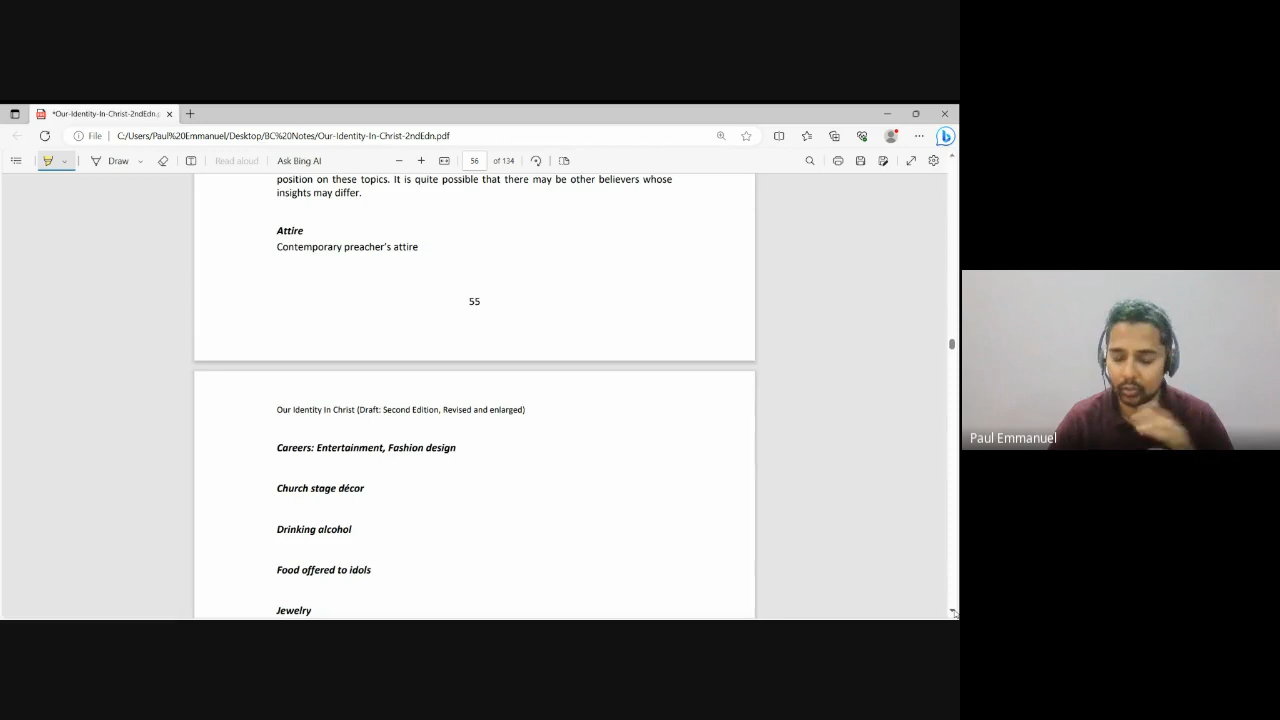 *Our-Identity-In-Christ-2ndEdn.p
File
C:/Users/Paul%20Emmanuel/Desktop/BC%20Notes/Our-Identity-In-Christ-2ndEdn.pdf
Draw
Read aloud
Ask Bing AI
56
of 134
position on these topics. It is quite possible that there may be other believers whose
insights may differ.
Attire
Contemporary preacher's attire
55
Our Identity In Christ (Draft: Second Edition, Revised and enlarged)
Careers: Entertainment, Fashion design
Church stage décor
Drinking alcohol
Food offered to idols
Jewelry
Paul Emmanuel